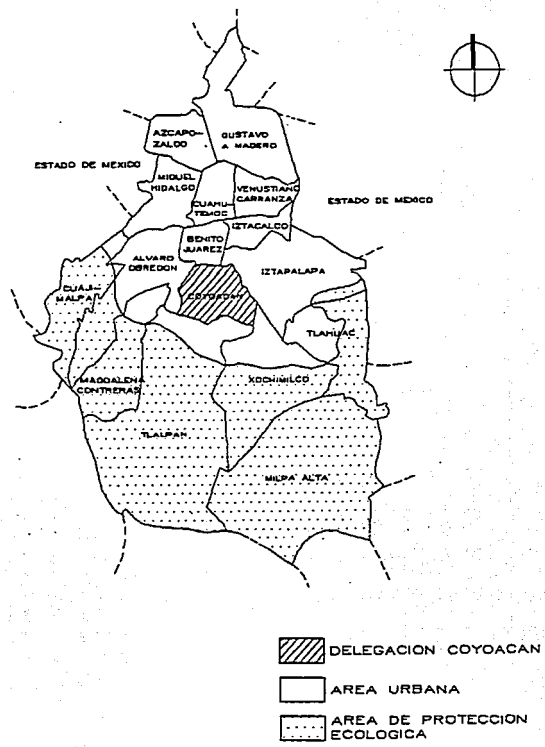 AZCAPO-
ZALCO
GUSTAVO
A MADERO
ESTADO DE MEXICO
MIGUEL
HIDALGO
CUAHU-
TEMOC
VENUSTIANO
CARRANZA
ESTADO DE MEXICO
IZTACALCO
BENITO
JUAREZ
ALVARO
OBREGON
IZTAPALAPA
CUAJI-
MALPA
COYOACAN
TLAHUAC
MAGDALENA
CONTRERAS
XOCHIMILCO
TLALPAN
MILPA ALTA
DELEGACION COYOACAN
AREA URBANA
AREA DE PROTECCION
ECOLOGICA